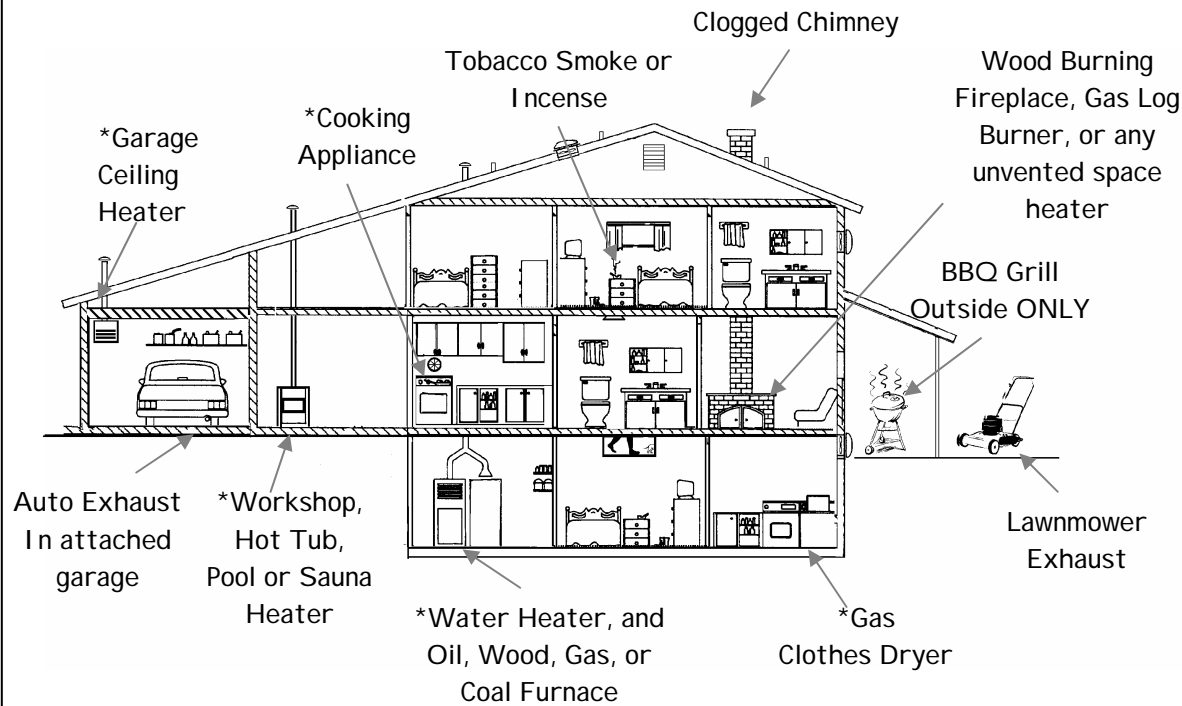 Clogged Chimney
Tobacco Smoke or
Incense
Wood Burning
Fireplace, Gas Log
Burner, or any
unvented space
heater
*Cooking
Appliance
*Garage
Ceiling
Heater
BBQ Grill
Outside ONLY
Auto Exhaust
In attached
garage
*Workshop,
Hot Tub,
Pool or Sauna
Heater
*Water Heater, and
Oil, Wood, Gas, or
Coal Furnace
*Gas
Clothes Dryer
Lawnmower
Exhaust